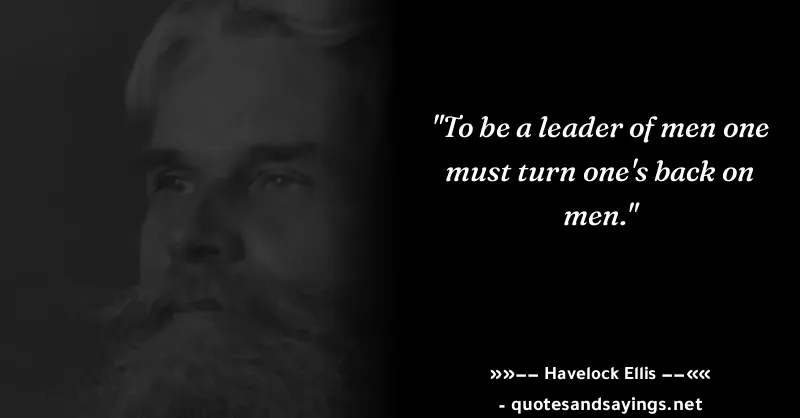 "To be a leader of men one
must turn one's back on
men."
»»−− Havelock Ellis −−««
- quotesandsayings.net